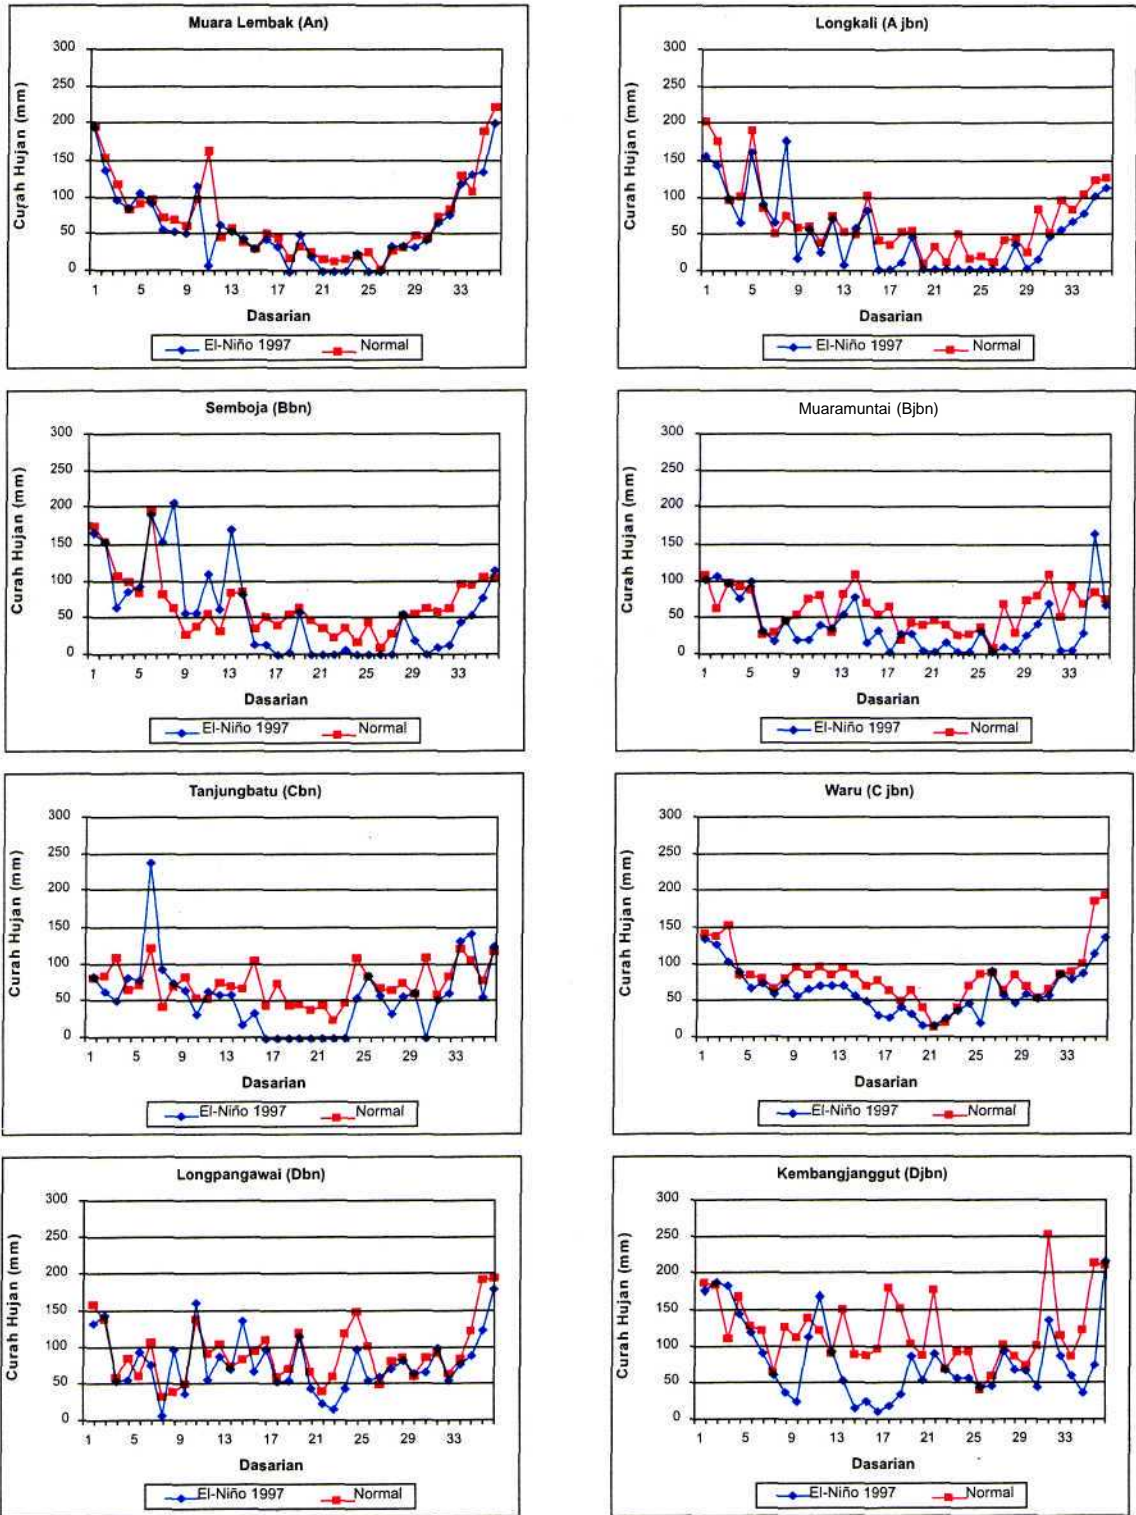 Muara Lembak (An)
300
250
200
150
100
50
0
Curah Hujan (mm)
1 5 9 13 17 21 25 29 33
Dasarian
El-Niño 1997 Normal
Longkali (A jbn)
300
250
200
150
100
50
0
Curah Hujan (mm)
1 5 9 13 17 21 25 29 33
Dasarian
El-Niño 1997 Normal
Semboja (Bbn)
300
250
200
150
100
50
0
Curah Hujan (mm)
1 5 9 13 17 21 25 29 33
Dasarian
El-Niño 1997 Normal
Muaramuntai (Bjbn)
300
250
200
150
100
50
0
Curah Hujan (mm)
1 5 9 13 17 21 25 29 33
Dasarian
El-Niño 1997 Normal
Tanjungbatu (Cbn)
300
250
200
150
100
50
0
Curah Hujan (mm)
1 5 9 13 17 21 25 29 33
Dasarian
El-Niño 1997 Normal
Waru (C jbn)
300
250
200
150
100
50
0
Curah Hujan (mm)
1 5 9 13 17 21 25 29 33
Dasarian
El-Niño 1997 Normal
Longpangawai (Dbn)
300
250
200
150
100
50
0
Curah Hujan (mm)
1 5 9 13 17 21 25 29 33
Dasarian
El-Niño 1997 Normal
Kembangjanggut (Djbn)
300
250
200
150
100
50
0
Curah Hujan (mm)
1 5 9 13 17 21 25 29 33
Dasarian
El-Niño 1997 Normal